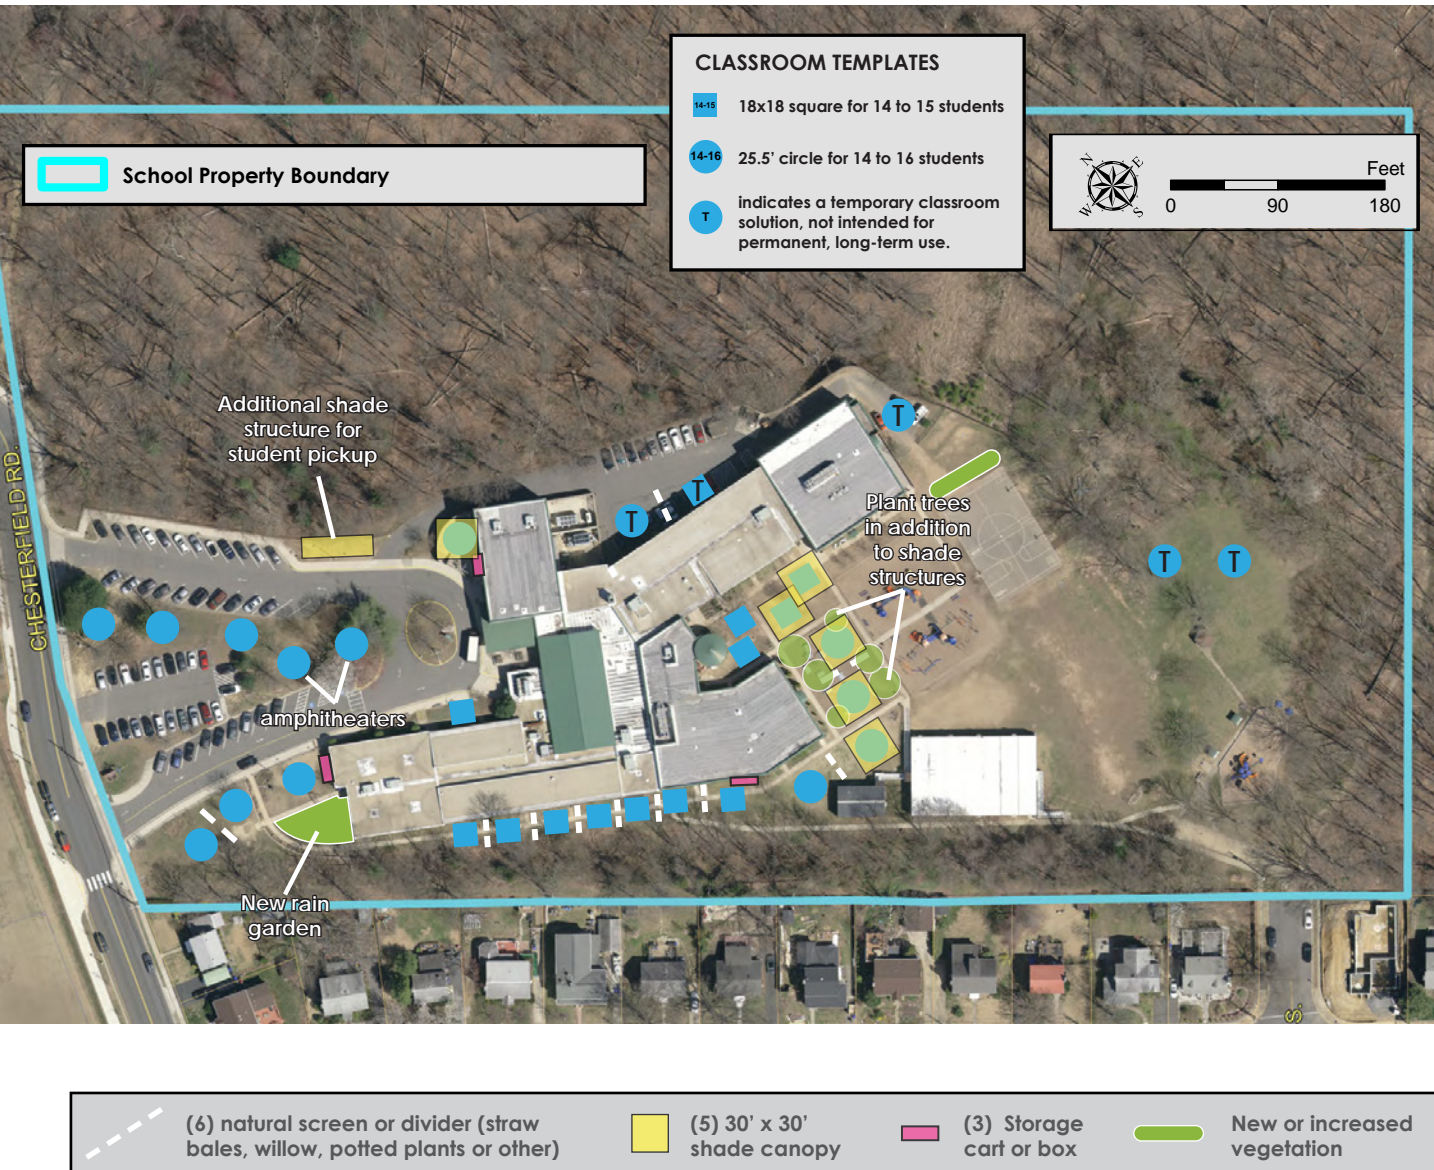 CLASSROOM TEMPLATES
14-15
18x18 square for 14 to 15 students
14-16
25.5' circle for 14 to 16 students
T
indicates a temporary classroom
solution, not intended for
permanent, long-term use.
School Property Boundary
N
E
W
S
Feet
0 90 180
Additional shade
structure for
student pickup
CHESTERFIELD RD.
T
T
T
Plant trees
in addition
to shade
structures
T
T
amphitheaters
New rain
garden
S.
(6) natural screen or divider (straw
bales, willow, potted plants or other)
(5) 30' x 30'
shade canopy
(3) Storage
cart or box
New or increased
vegetation